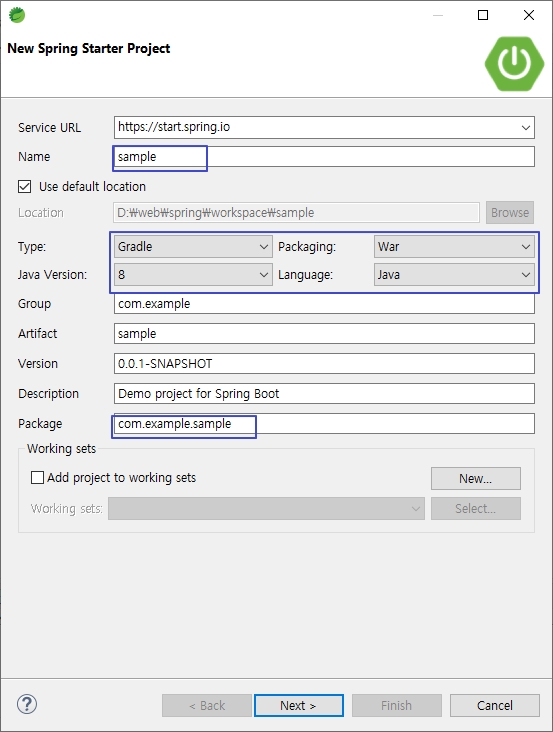 New Spring Starter Project
Service URL https://start.spring.io
Name sample
Use default location
Location D:₩web₩spring₩workspace₩sample Browse
Type: Gradle Packaging: War
Java Version: 8 Language: Java
Group com.example
Artifact sample
Version 0.0.1-SNAPSHOT
Description Demo project for Spring Boot
Package com.example.sample
Working sets
Add project to working sets New...
Working sets: Select...
? < Back Next > Finish Cancel